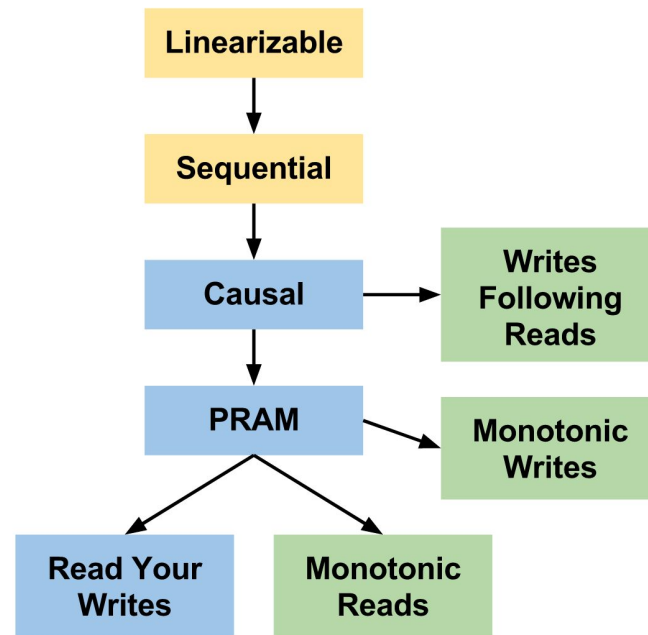 Linearizable
Sequential
Causal
Writes
Following
Reads
PRAM
Monotonic
Writes
Read Your
Writes
Monotonic
Reads